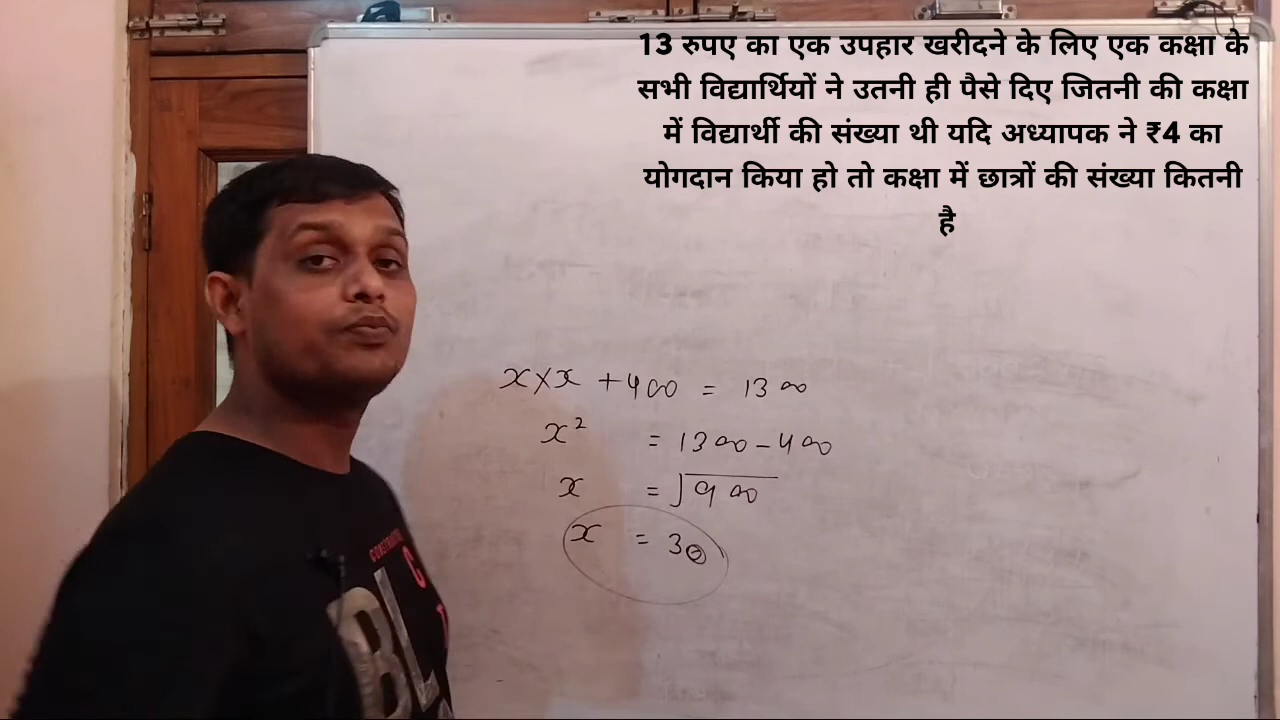 13 रुपए का एक उपहार खरीदने के लिए एक कक्षा के
सभी विद्यार्थियों ने उतनी ही पैसे दिए जितनी की कक्षा
में विद्यार्थी की संख्या थी यदि अध्यापक ने ₹4 का
योगदान किया हो तो कक्षा में छात्रों की संख्या कितनी
है
x×x + 400 = 1300
x² = 1300 - 400
x = √900
x = 30
BL